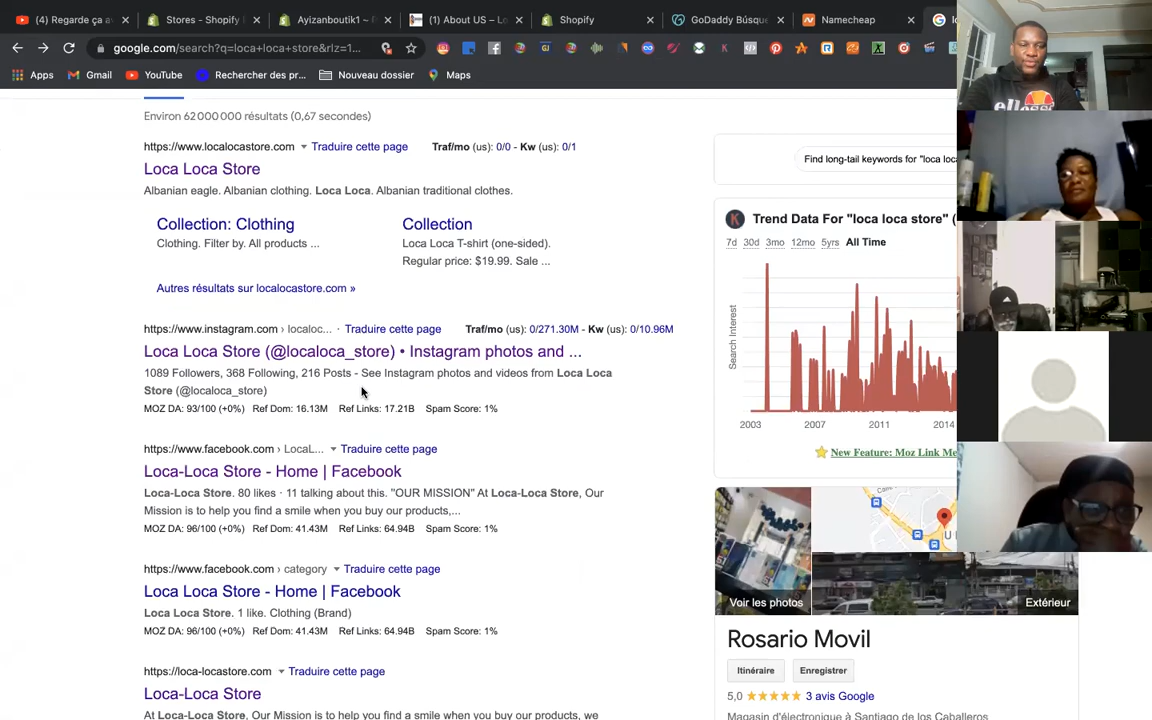 (4) Regarde ça av
Stores - Shopify
Ayizanboutik1 ~ P
(1) About US – Lo
Shopify
GoDaddy Búsque
Namecheap
google.com/search?q=loca+loca+store&rlz=1...
Apps
Gmail
YouTube
Rechercher des pr...
Nouveau dossier
Maps
Environ 62 000 000 résultats (0,67 secondes)
https://www.localocastore.com
Traduire cette page
Traf/mo (us): 0/0 - Kw (us): 0/1
Loca Loca Store
Albanian eagle. Albanian clothing. Loca Loca. Albanian traditional clothes.
Collection: Clothing
Clothing. Filter by. All products ...
Collection
Loca Loca T-shirt (one-sided).
Regular price: $19.99. Sale ...
Autres résultats sur localocastore.com »
https://www.instagram.com › localoc... · Traduire cette page
Traf/mo (us): 0/271.30M - Kw (us): 0/10.96M
Loca Loca Store (@localoca_store) • Instagram photos and ...
1089 Followers, 368 Following, 216 Posts - See Instagram photos and videos from Loca Loca
Store (@localoca_store)
MOZ DA: 93/100 (+0%) Ref Dom: 16.13M Ref Links: 17.21B Spam Score: 1%
https://www.facebook.com › LocaL...
Traduire cette page
Loca-Loca Store - Home | Facebook
Loca-Loca Store. 80 likes · 11 talking about this. "OUR MISSION" At Loca-Loca Store, Our
Mission is to help you find a smile when you buy our products,...
MOZ DA: 96/100 (+0%) Ref Dom: 41.43M Ref Links: 64.94B Spam Score: 1%
https://www.facebook.com › category
Traduire cette page
Loca Loca Store - Home | Facebook
Loca Loca Store. 1 like. Clothing (Brand)
MOZ DA: 96/100 (+0%) Ref Dom: 41.43M Ref Links: 64.94B Spam Score: 1%
https://loca-locastore.com
Traduire cette page
Loca-Loca Store
At Loca-Loca Store, Our Mission is to help you find a smile when you buy our products, we
Find long-tail keywords for "loca loca
Trend Data For "loca loca store" (
7d 30d 3mo 12mo 5yrs All Time
Search Interest
2003 2007 2011 2014
New Feature: Moz Link Me
Voir les photos
Extérieur
Rosario Movil
Itinéraire
Enregistrer
5,0
3 avis Google
Magasin d'électronique à Santiago de los Caballeros
ellesse